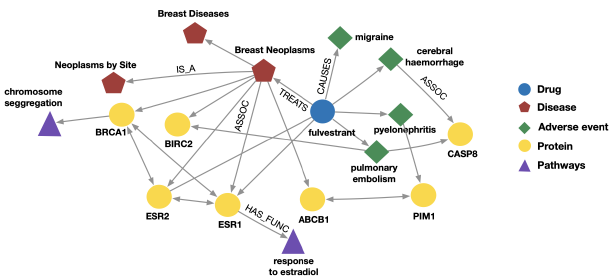 Breast Diseases
migraine
Breast Neoplasms
cerebral
haemorrhage
Neoplasms by Site
IS_A
CAUSES
ASSOC
chromosome
seggregation
TREATS
Drug
Disease
Adverse event
Protein
Pathways
ASSOC
BRCA1
BIRC2
fulvestrant
pyelonephritis
CASP8
pulmonary
embolism
ESR2
ESR1
HAS_FUNC
ABCB1
PIM1
response
to estradiol